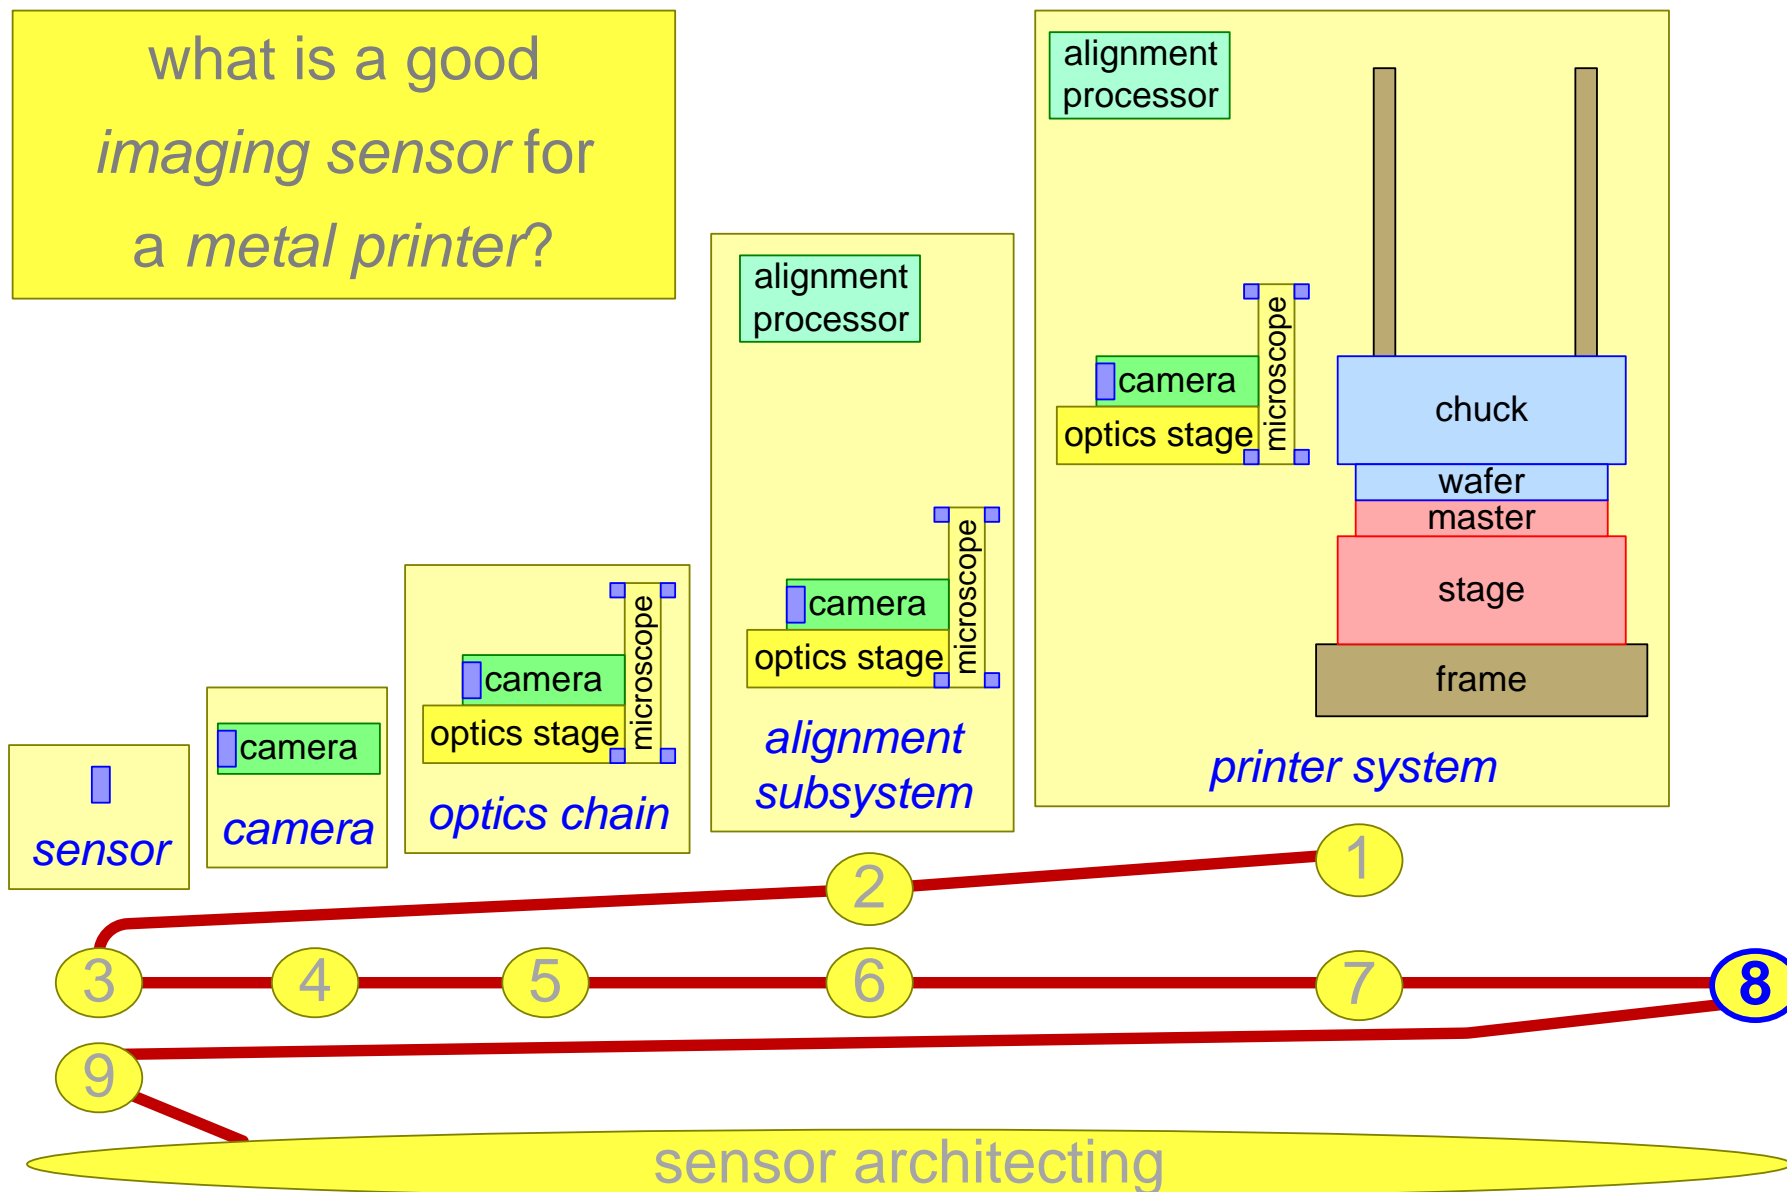 what is a good
imaging sensor for
a metal printer?
sensor
camera
camera
camera
optics stage
microscope
optics chain
alignment
processor
camera
optics stage
microscope
alignment
subsystem
alignment
processor
camera
optics stage
microscope
chuck
wafer
master
stage
frame
printer system
1
2
3
4
5
6
7
8
9
sensor architecting